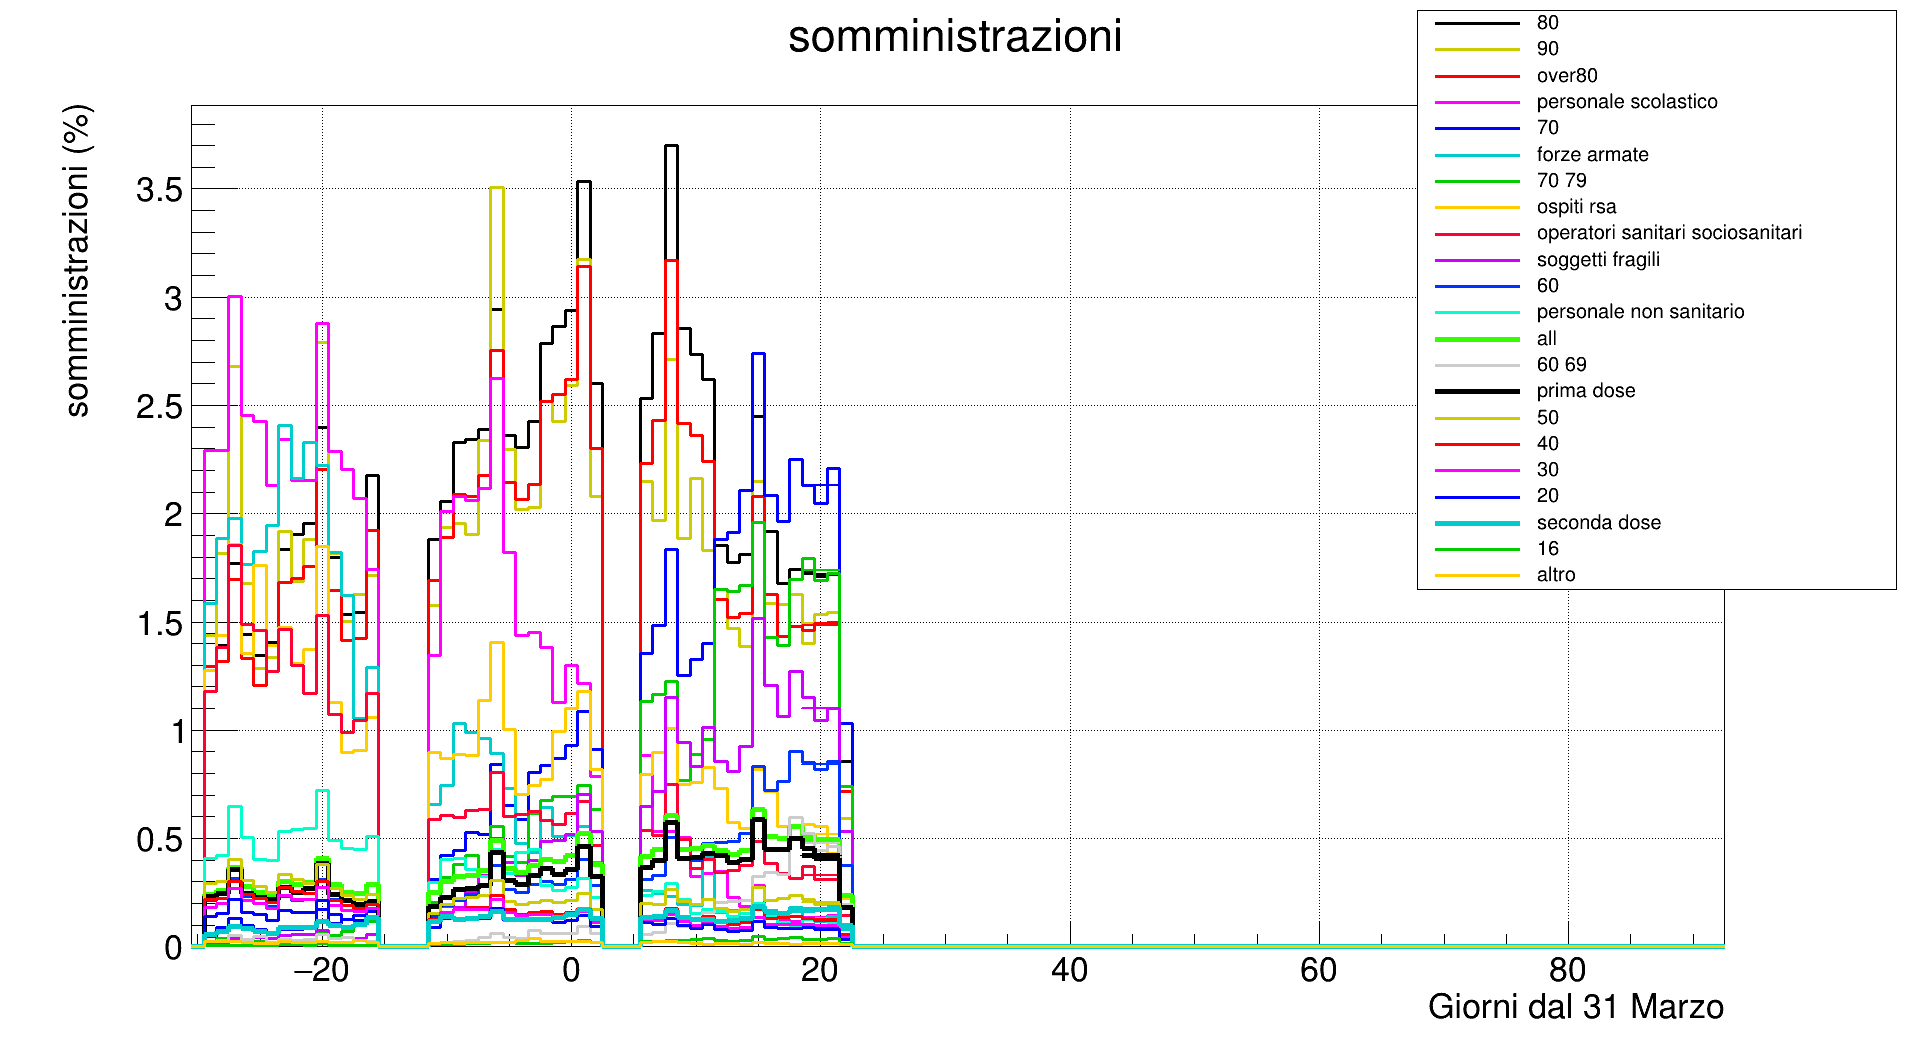 somministrazioni
somministrazioni (%)
3.5
3
2.5
2
1.5
1
0.5
0
−20
0
20
40
60
80
Giorni dal 31 Marzo
80
90
over80
personale scolastico
70
forze armate
70 79
ospiti rsa
operatori sanitari sociosanitari
soggetti fragili
60
personale non sanitario
all
60 69
prima dose
50
40
30
20
seconda dose
16
altro